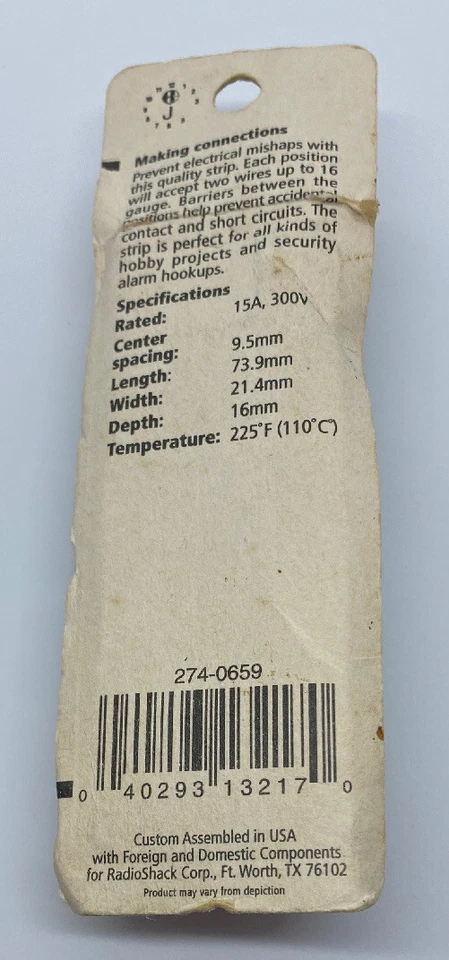 Making connections
Prevent electrical mishaps with
this quality strip. Each position
will accept two wires up to 16
gauge. Barriers between the
positions help prevent accidental
contact and short circuits. The
strip is perfect for all kinds of
hobby projects and security
alarm hookups.
Specifications
Rated: 15A, 300V
Center
spacing: 9.5mm
Length: 73.9mm
Width: 21.4mm
Depth: 16mm
Temperature: 225°F (110°C)
274-0659
0 40293 13217 0
Custom Assembled in USA
with Foreign and Domestic Components
for RadioShack Corp., Ft. Worth, TX 76102
Product may vary from depiction